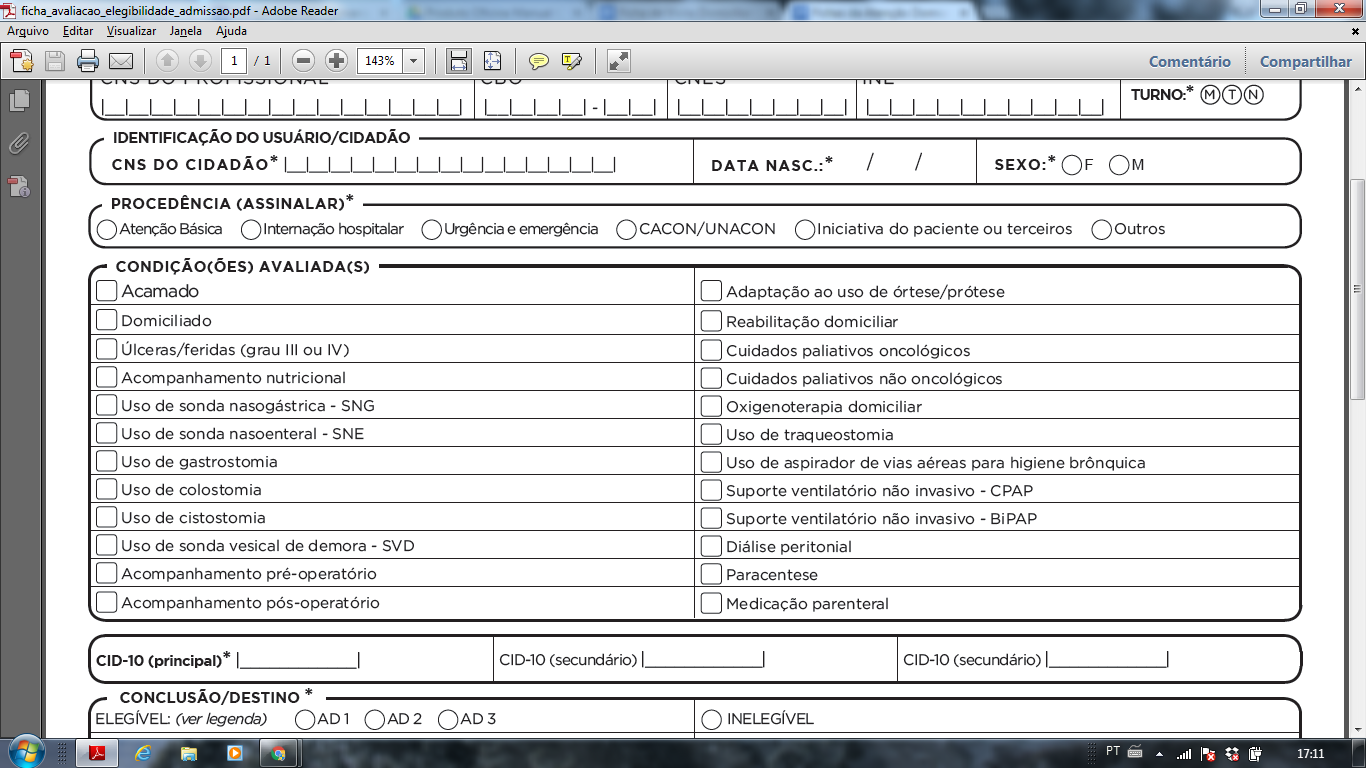 ficha_avaliacao_elegibilidade_admissao.pdf - Adobe Reader
Arquivo Editar Visualizar Janela Ajuda
1 / 1 143% Comentário Compartilhar
CNS DO PROFISSIONAL CBO CNES INE
TURNO:* M T N
IDENTIFICAÇÃO DO USUÁRIO/CIDADÃO
CNS DO CIDADÃO* DATA NASC.:* / / SEXO:* F M
PROCEDÊNCIA (ASSINALAR)*
Atenção Básica Internação hospitalar Urgência e emergência CACON/UNACON Iniciativa do paciente ou terceiros Outros
CONDIÇÃO(ÕES) AVALIADA(S)
Acamado
Domiciliado
Úlceras/feridas (grau III ou IV)
Acompanhamento nutricional
Uso de sonda nasogástrica - SNG
Uso de sonda nasoenteral - SNE
Uso de gastrostomia
Uso de colostomia
Uso de cistostomia
Uso de sonda vesical de demora - SVD
Acompanhamento pré-operatório
Acompanhamento pós-operatório
Adaptação ao uso de órtese/prótese
Reabilitação domiciliar
Cuidados paliativos oncológicos
Cuidados paliativos não oncológicos
Oxigenoterapia domiciliar
Uso de traqueostomia
Uso de aspirador de vias aéreas para higiene brônquica
Suporte ventilatório não invasivo - CPAP
Suporte ventilatório não invasivo - BiPAP
Diálise peritonial
Paracentese
Medicação parenteral
CID-10 (principal)* CID-10 (secundário) CID-10 (secundário)
CONCLUSÃO/DESTINO *
ELEGÍVEL: (ver legenda) AD 1 AD 2 AD 3 INELEGÍVEL
PT 17:11